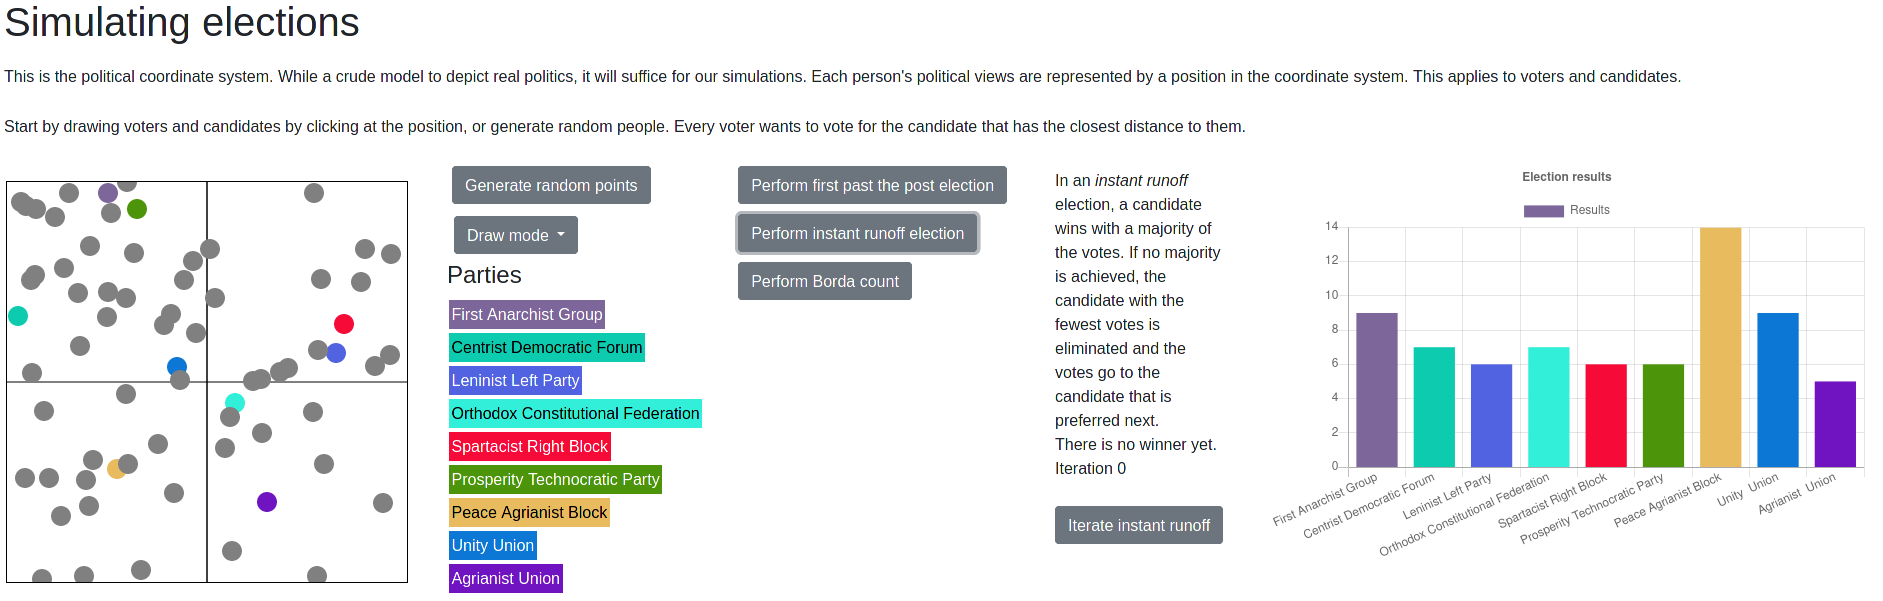 Simulating elections
This is the political coordinate system. While a crude model to depict real politics, it will suffice for our simulations. Each person's political views are represented by a position in the coordinate system. This applies to voters and candidates.
Start by drawing voters and candidates by clicking at the position, or generate random people. Every voter wants to vote for the candidate that has the closest distance to them.
Generate random points
Draw mode
Parties
First Anarchist Group
Centrist Democratic Forum
Leninist Left Party
Orthodox Constitutional Federation
Spartacist Right Block
Prosperity Technocratic Party
Peace Agrianist Block
Unity Union
Agrianist Union
Perform first past the post election
Perform instant runoff election
Perform Borda count
In an instant runoff
election, a candidate
wins with a majority of
the votes. If no majority
is achieved, the
candidate with the
fewest votes is
eliminated and the
votes go to the
candidate that is
preferred next.
There is no winner yet.
Iteration 0
Iterate instant runoff
Election results
Results
14
12
10
8
6
4
2
0
First Anarchist Group
Centrist Democratic Forum
Leninist Left Party
Orthodox Constitutional Federation
Spartacist Right Block
Prosperity Technocratic Party
Peace Agrianist Block
Unity Union
Agrianist Union